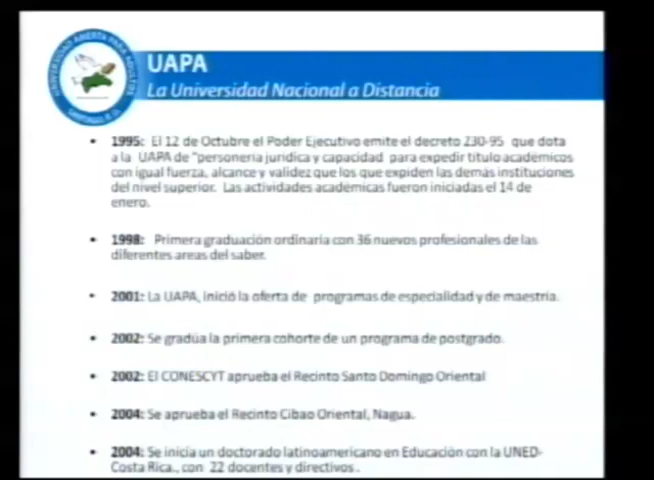 UNIVERSIDAD ABIERTA PARA ADULTOS
SANTIAGO, R. D.
UAPA
La Universidad Nacional a Distancia
• 1995: El 12 de Octubre el Poder Ejecutivo emite el decreto 230-95 que dota
a la UAPA de "personería jurídica y capacidad para expedir título académicos
con igual fuerza, alcance y validez que los que expiden las demás instituciones
del nivel superior. Las actividades académicas fueron iniciadas el 14 de
enero.
• 1998: Primera graduación ordinaria con 36 nuevos profesionales de las
diferentes areas del saber.
• 2001: La UAPA, inició la oferta de programas de especialidad y de maestría.
• 2002: Se gradúa la primera cohorte de un programa de postgrado.
• 2002: El CONESCYT aprueba el Recinto Santo Domingo Oriental
• 2004: Se aprueba el Recinto Cibao Oriental, Nagua.
• 2004: Se inicia un doctorado latinoamericano en Educación con la UNED-
Costa Rica., con 22 docentes y directivos.